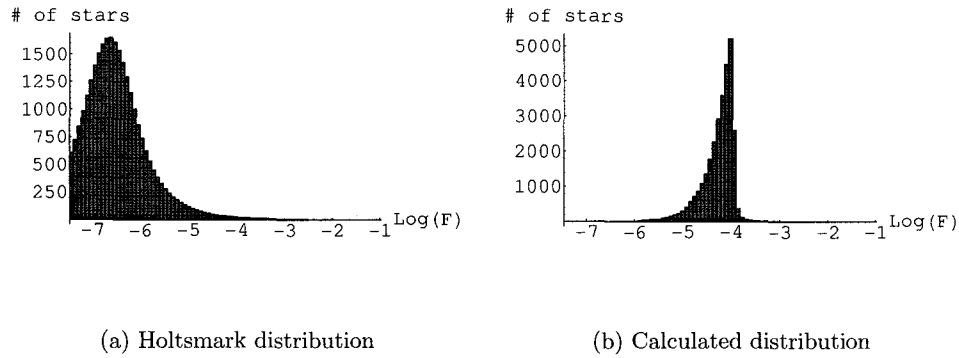 # of stars
1500
1250
1000
750
500
250
-7 -6 -5 -4 -3 -2 -1 Log(F)
(a) Holtsmark distribution
# of stars
5000
4000
3000
2000
1000
-7 -6 -5 -4 -3 -2 -1 Log(F)
(b) Calculated distribution